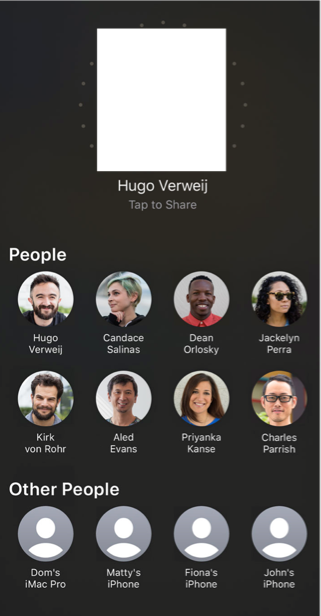 Hugo Verweij
Tap to Share
People
Hugo
Verweij
Candace
Salinas
Dean
Orlosky
Jackelyn
Perra
Kirk
von Rohr
Aled
Evans
Priyanka
Kanse
Charles
Parrish
Other People
Dom's
iMac Pro
Matty's
iPhone
Fiona's
iPhone
John's
iPhone